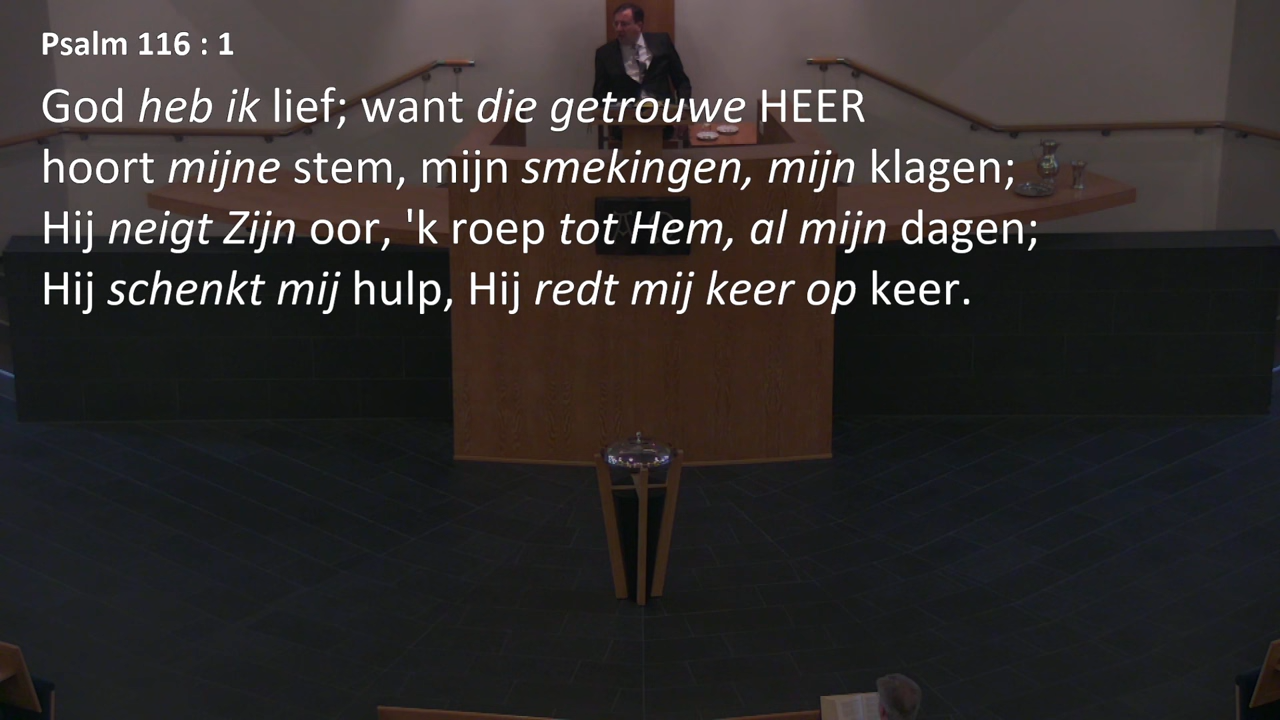 Psalm 116 : 1
God heb ik lief; want die getrouwe HEER
hoort mijne stem, mijn smekingen, mijn klagen;
Hij neigt Zijn oor, 'k roep tot Hem, al mijn dagen;
Hij schenkt mij hulp, Hij redt mij keer op keer.